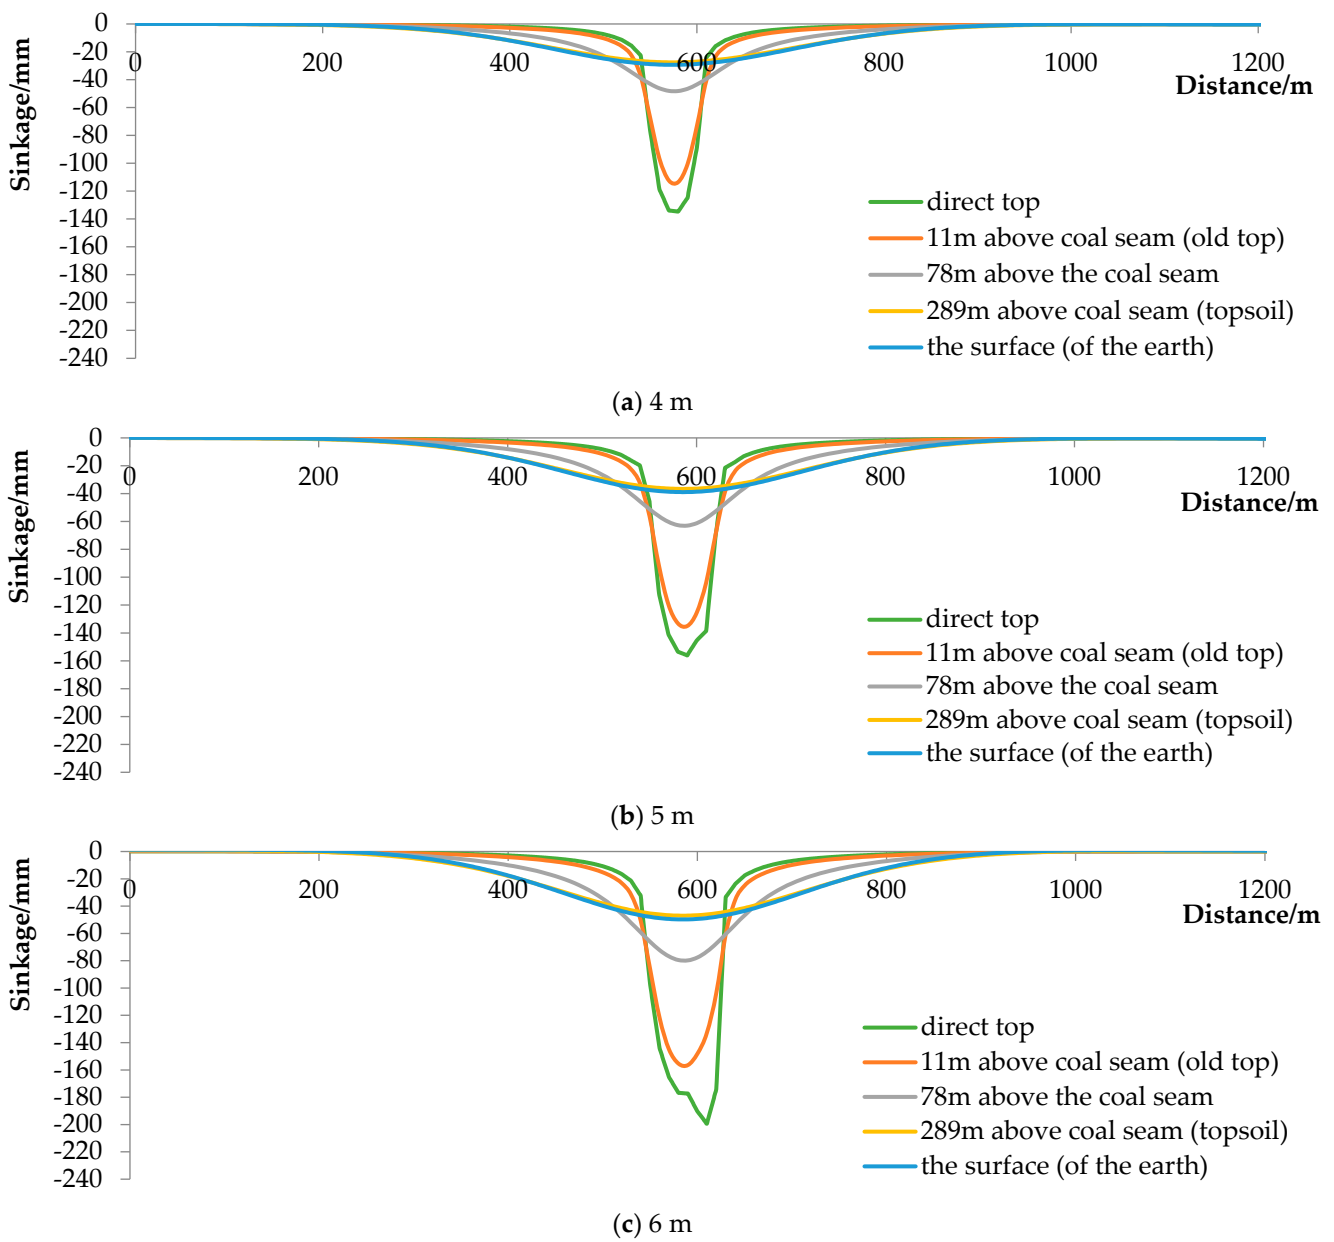 0
-20
-40
-60
-80
-100
-120
-140
-160
-180
-200
-220
-240
Sinkage/mm
0 200 400 600 800 1000 1200
Distance/m
direct top
11m above coal seam (old top)
78m above the coal seam
289m above coal seam (topsoil)
the surface (of the earth)
(a) 4 m
0
-20
-40
-60
-80
-100
-120
-140
-160
-180
-200
-220
-240
Sinkage/mm
0 200 400 600 800 1000 1200
Distance/m
direct top
11m above coal seam (old top)
78m above the coal seam
289m above coal seam (topsoil)
the surface (of the earth)
(b) 5 m
0
-20
-40
-60
-80
-100
-120
-140
-160
-180
-200
-220
-240
Sinkage/mm
0 200 400 600 800 1000 1200
Distance/m
direct top
11m above coal seam (old top)
78m above the coal seam
289m above coal seam (topsoil)
the surface (of the earth)
(c) 6 m